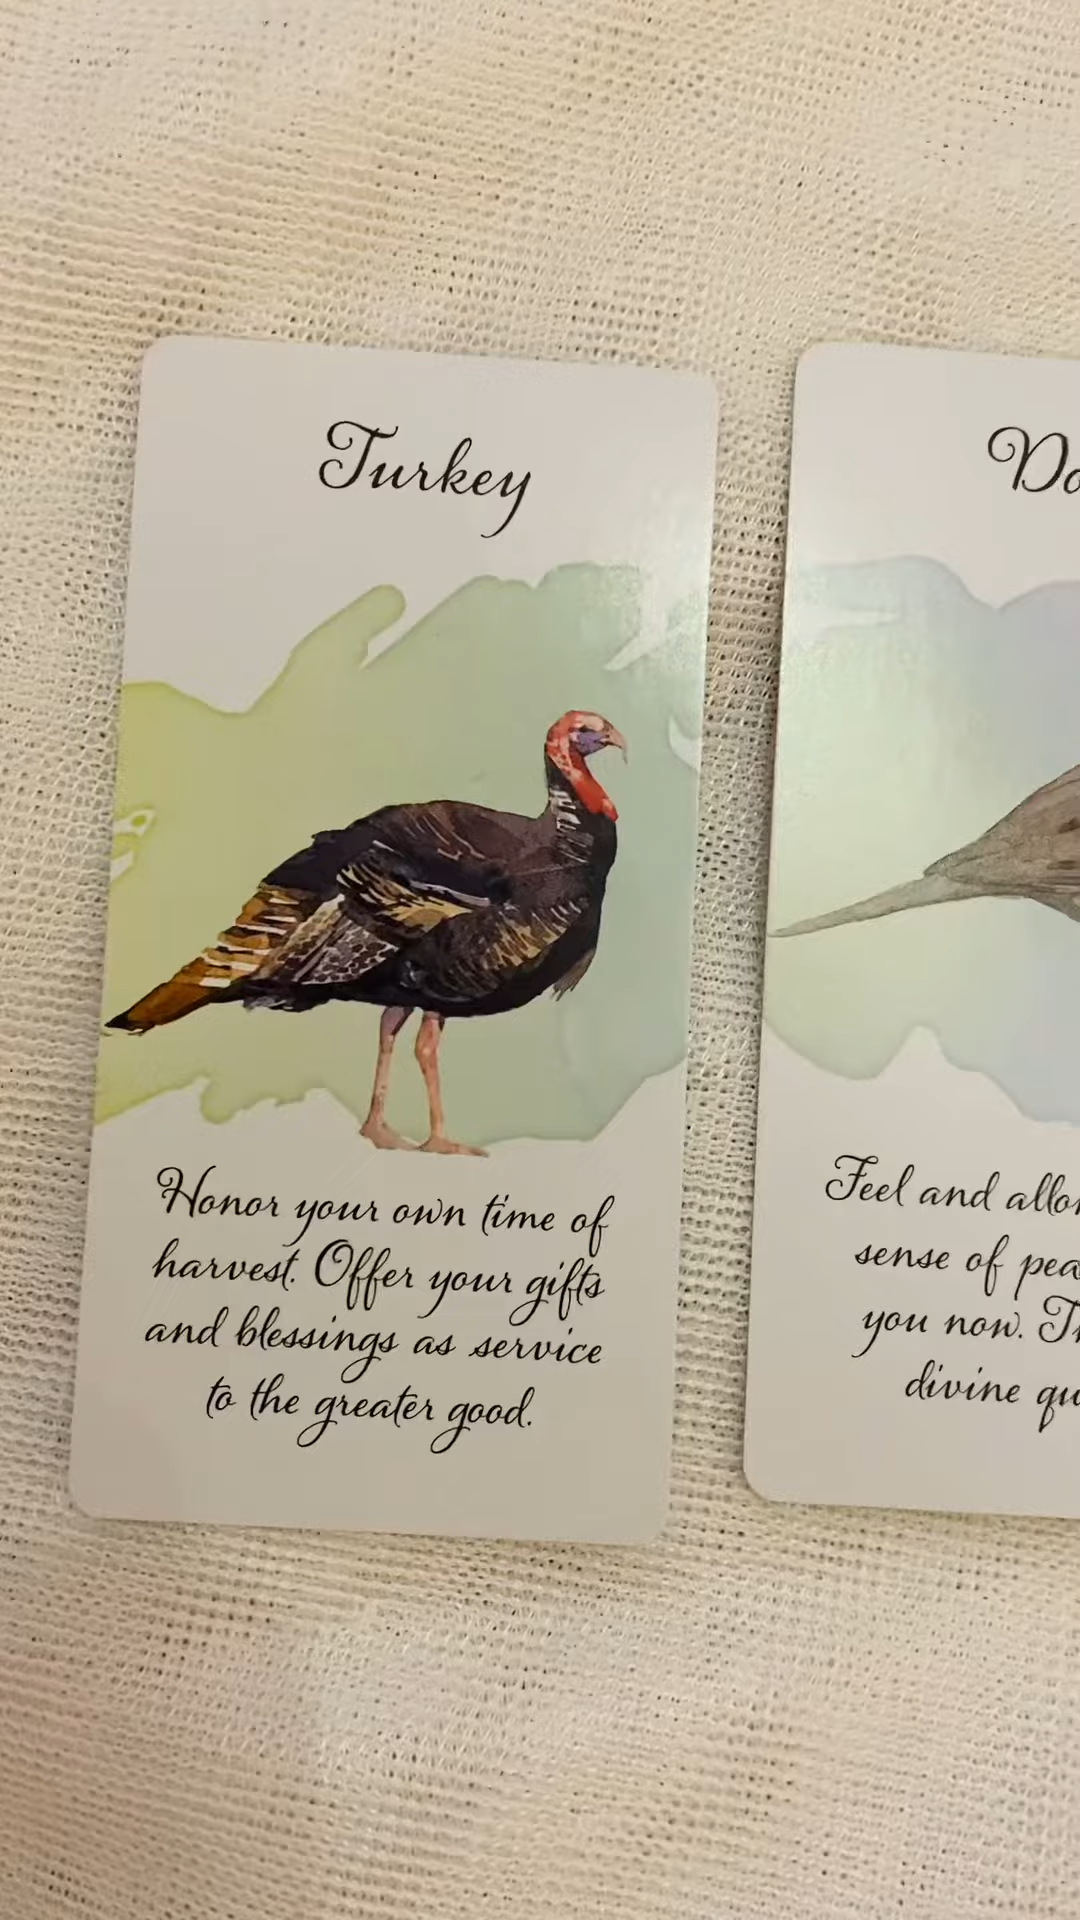 Turkey
Honor your own time of
harvest. Offer your gifts
and blessings as service
to the greater good.
Feel and
sense of
you now.
divine